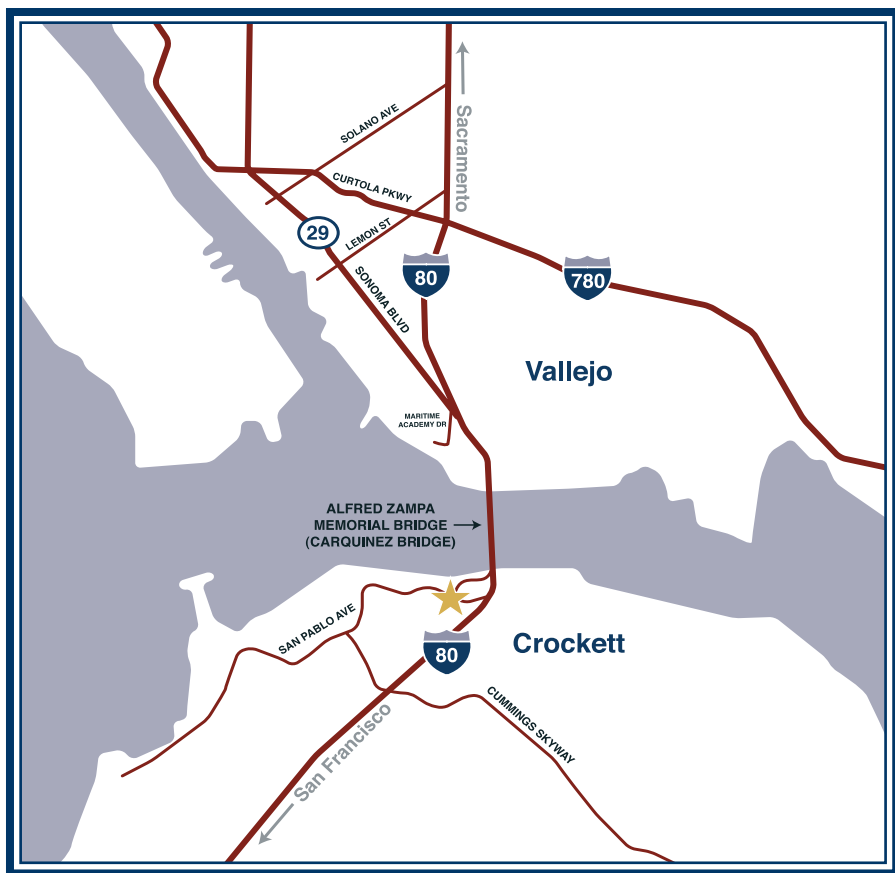 SOLANO AVE
Sacramento
CURTOLA PKWY
29
LEMON ST
80
780
SONOMA BLVD
Vallejo
MARITIME
ACADEMY DR
ALFRED ZAMPA
MEMORIAL BRIDGE
(CARQUINEZ BRIDGE)
SAN PABLO AVE
80
Crockett
CUMMINGS SKYWAY
San Francisco